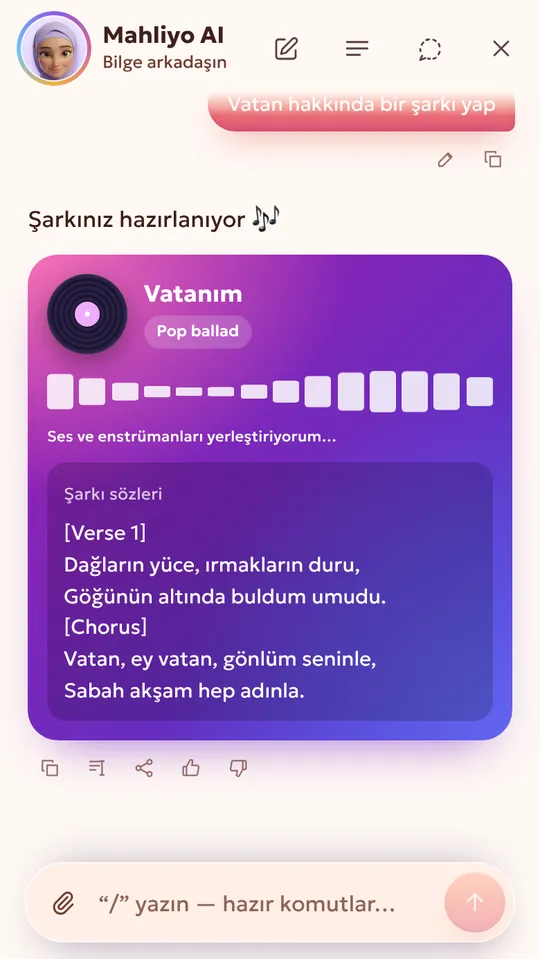 Mahliyo AI
Bilge arkadaşın
Vatan hakkında bir şarkı yap
Şarkınız hazırlanıyor 🎶
Vatanım
Pop ballad
Ses ve enstrümanları yerleştiriyorum...
Şarkı sözleri
[Verse 1]
Dağların yüce, ırmakların duru,
Göğünün altında buldum umudu.
[Chorus]
Vatan, ey vatan, gönlüm seninle,
Sabah akşam hep adınla.
“/” yazın — hazır komutlar...